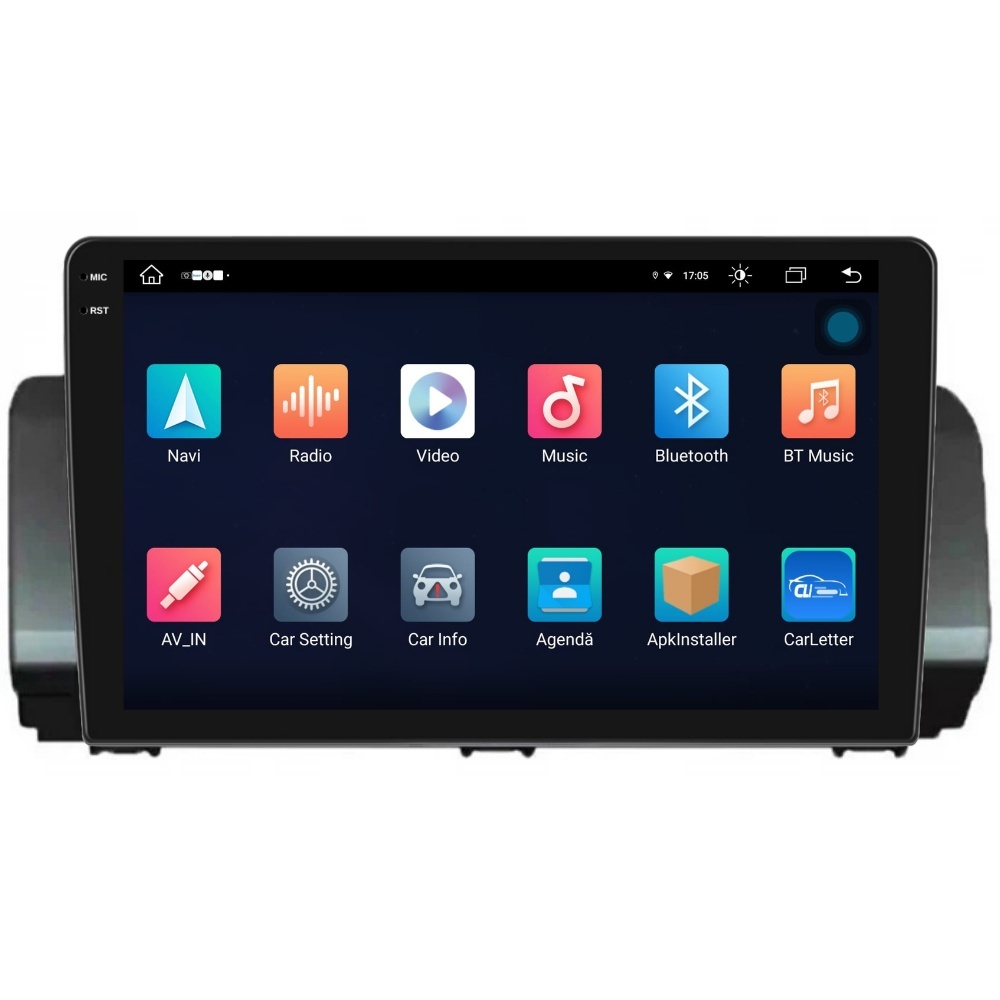 MIC
RST
17:05
Navi
Radio
Video
Music
Bluetooth
BT Music
AV_IN
Car Setting
Car Info
Agendă
ApkInstaller
CarLetter